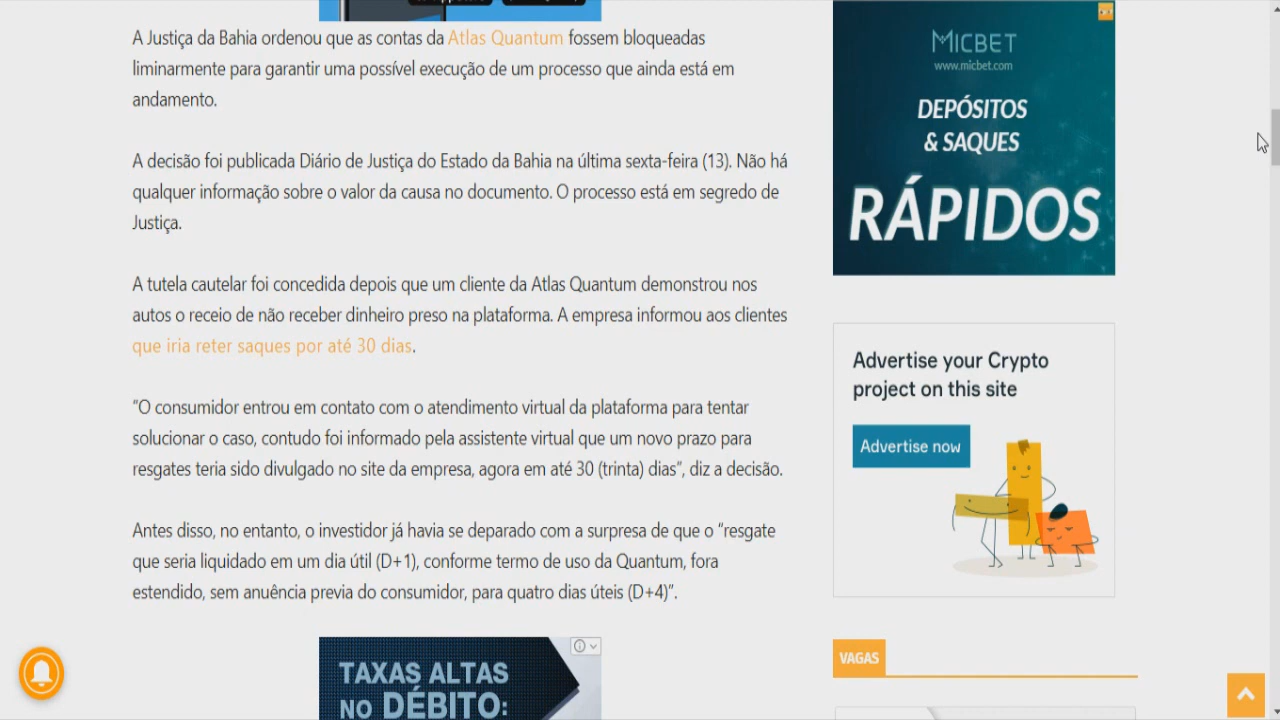 A Justiça da Bahia ordenou que as contas da Atlas Quantum fossem bloqueadas
liminarmente para garantir uma possível execução de um processo que ainda está em
andamento.
A decisão foi publicada Diário de Justiça do Estado da Bahia na última sexta-feira (13). Não há
qualquer informação sobre o valor da causa no documento. O processo está em segredo de
Justiça.
A tutela cautelar foi concedida depois que um cliente da Atlas Quantum demonstrou nos
autos o receio de não receber dinheiro preso na plataforma. A empresa informou aos clientes
que iria reter saques por até 30 dias.
“O consumidor entrou em contato com o atendimento virtual da plataforma para tentar
solucionar o caso, contudo foi informado pela assistente virtual que um novo prazo para
resgates teria sido divulgado no site da empresa, agora em até 30 (trinta) dias”, diz a decisão.
Antes disso, no entanto, o investidor já havia se deparado com a surpresa de que o “resgate
que seria liquidado em um dia útil (D+1), conforme termo de uso da Quantum, fora
estendido, sem anuência previa do consumidor, para quatro dias úteis (D+4)”.
TAXAS ALTAS
NO DÉBITO:
MICBET
www.micbet.com
DEPÓSITOS
& SAQUES
RÁPIDOS
Advertise your Crypto
project on this site
Advertise now
VAGAS